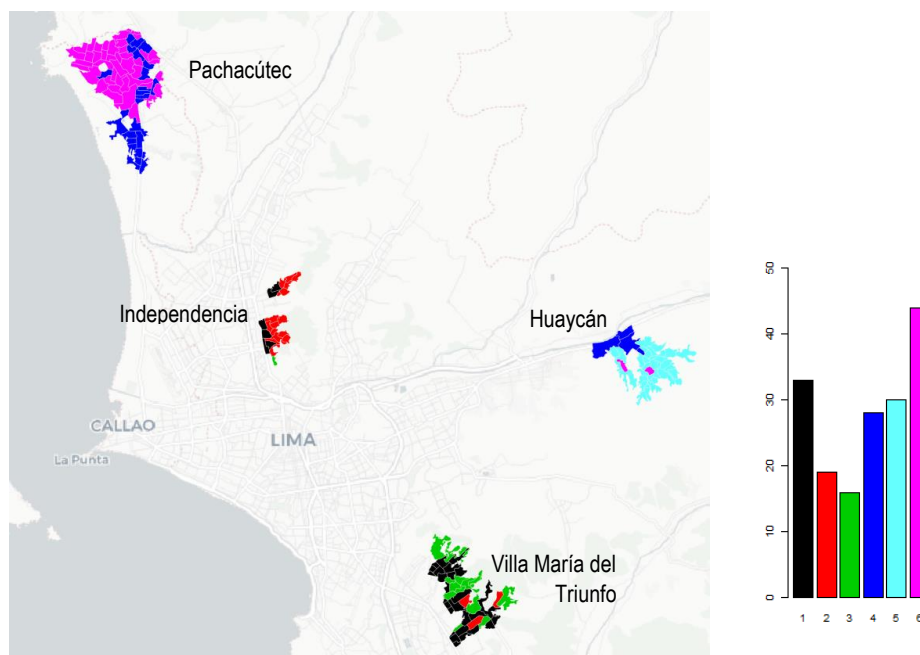 Pachacútec
Independencia
Huaycán
CALLAO
La Punta
LIMA
Villa María del
Triunfo
50
40
30
20
10
0
1 2 3 4 5 6